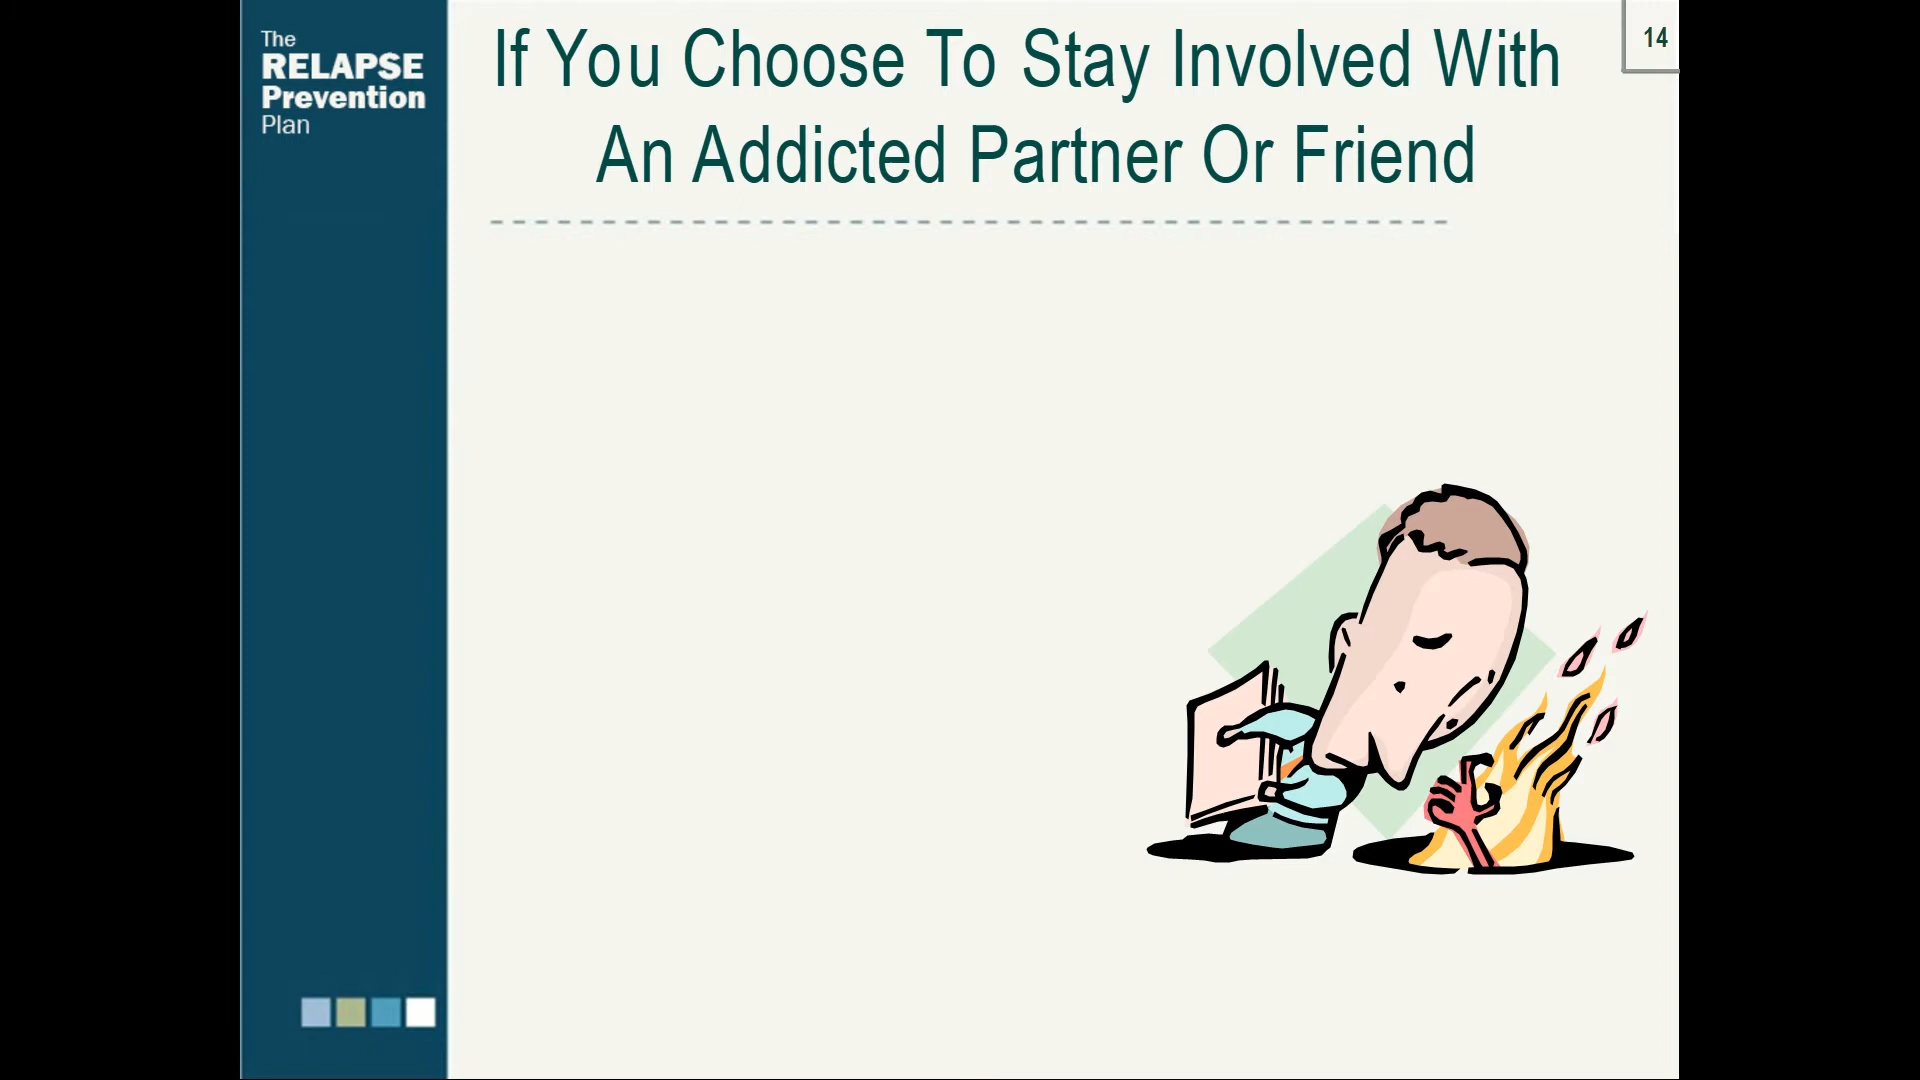 The
RELAPSE
Prevention
Plan
If You Choose To Stay Involved With
An Addicted Partner Or Friend
14